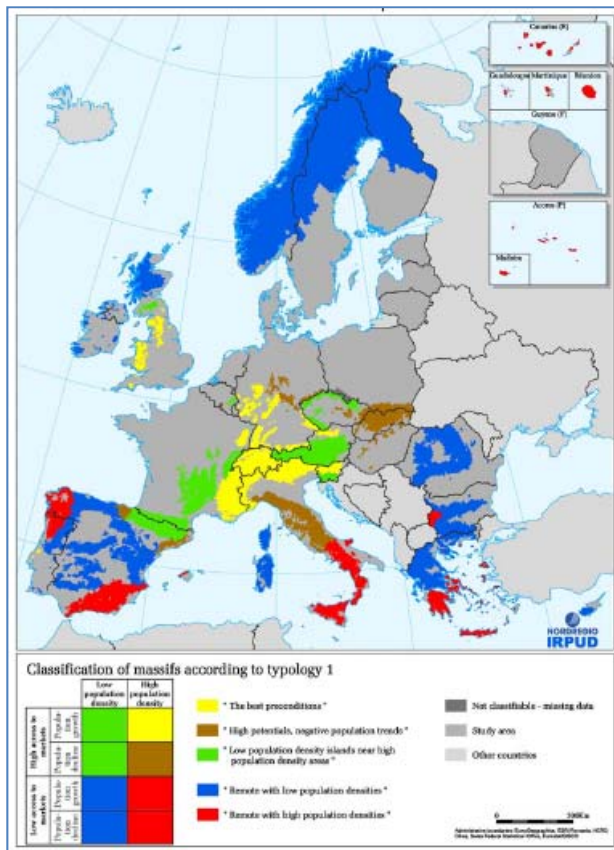 Canarias (S)
Guadeloupe
Martinique
Réunion
Guyane (F)
Madeira
NORDREGIO
IRPUD
Classification of massifs according to typology 1
Low population density
High population density
High access to markets
Population growth
Population decline
Low access to markets
Population growth
Population decline
" The best preconditions "
" High potentials, negative population trends "
" Low population density islands near high
population density areas "
" Remote with low population densities "
" Remote with high population densities "
Not classifiable - missing data
Study area
Other countries
0